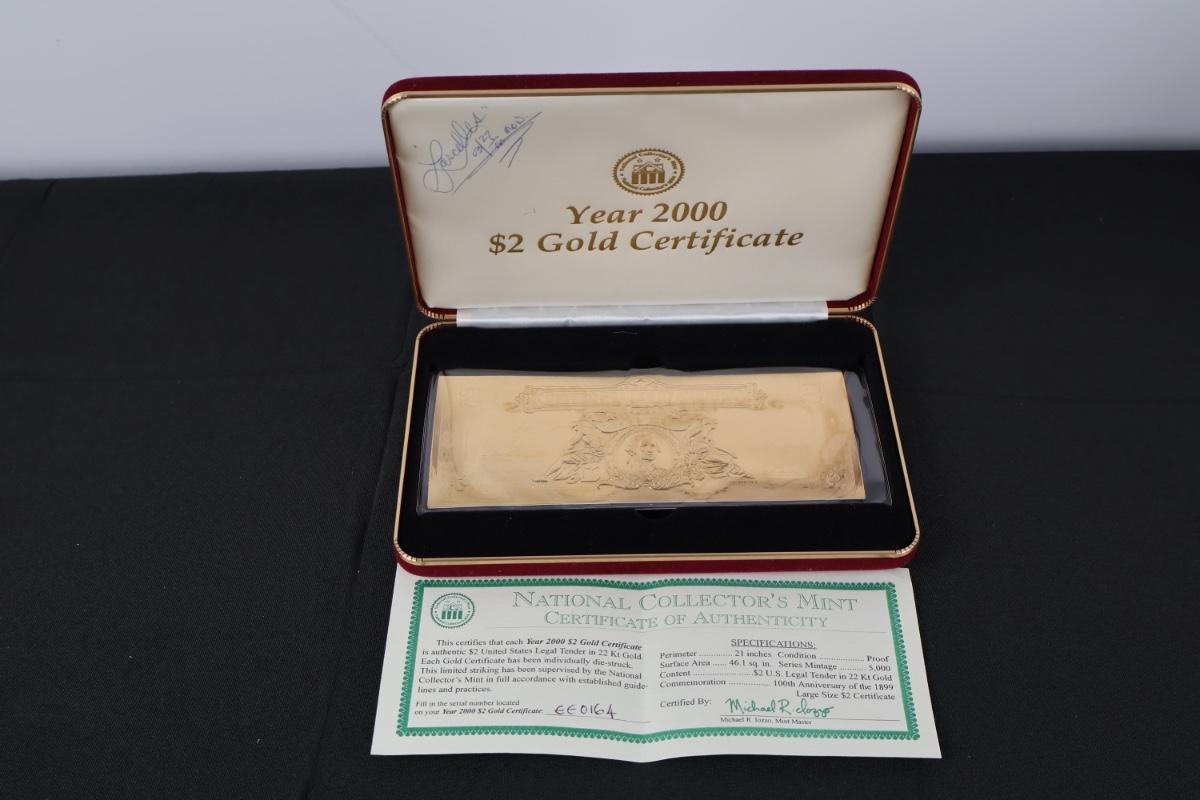 Year 2000
$2 Gold Certificate
NATIONAL COLLECTOR'S MINT
CERTIFICATE OF AUTHENTICITY
This certifies that each Year 2000 $2 Gold Certificate
is authentic $2 United States Legal Tender in 22 Kt Gold.
Each Gold Certificate has been individually die-struck.
This limited striking has been supervised by the National
Collector's Mint in full accordance with established guide-
lines and practices.
Fill in the serial number located
on your Year 2000 $2 Gold Certificate: EE0164
SPECIFICATIONS:
Perimeter ............ 21 inches Condition ................ Proof
Surface Area ...... 46.1 sq. in. Series Mintage .......... 5,000
Content ....................$2 U.S. Legal Tender in 22 Kt Gold
Commemoration ............... 100th Anniversary of the 1899
Large Size $2 Certificate
Certified By: Michael R. Iozzo
Michael R. Iozzo, Mint Master